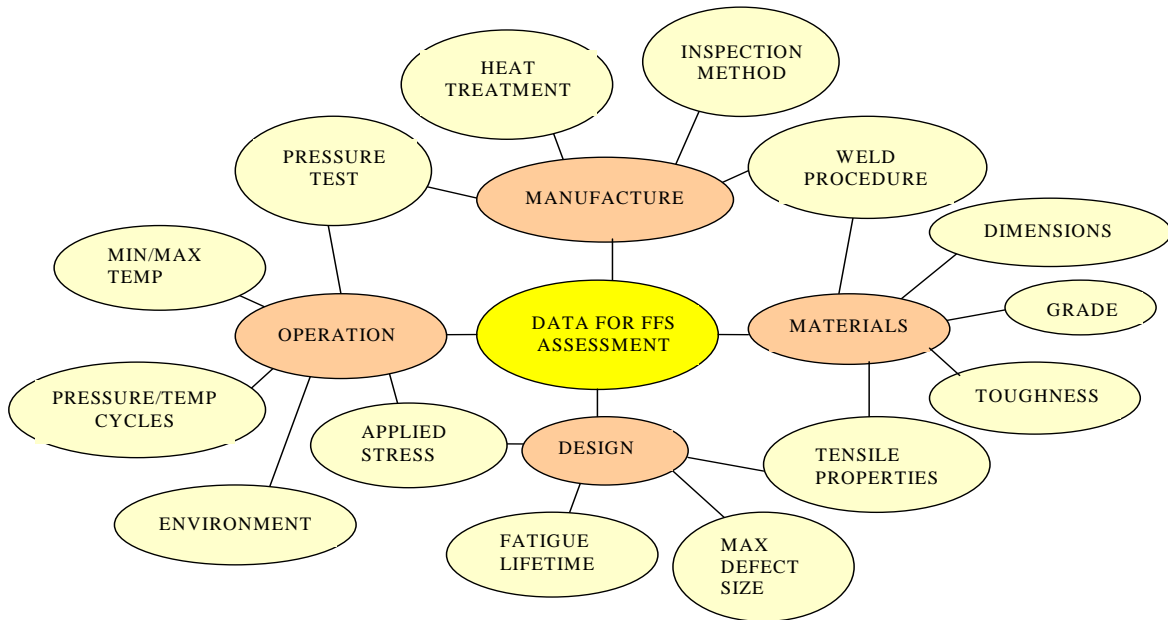 INSPECTION
METHOD
HEAT
TREATMENT
PRESSURE
TEST
WELD
PROCEDURE
MANUFACTURE
DIMENSIONS
MIN/MAX
TEMP
GRADE
OPERATION
DATA FOR FFS
ASSESSMENT
MATERIALS
PRESSURE/TEMP
CYCLES
TOUGHNESS
APPLIED
STRESS
DESIGN
TENSILE
PROPERTIES
ENVIRONMENT
FATIGUE
LIFETIME
MAX
DEFECT
SIZE